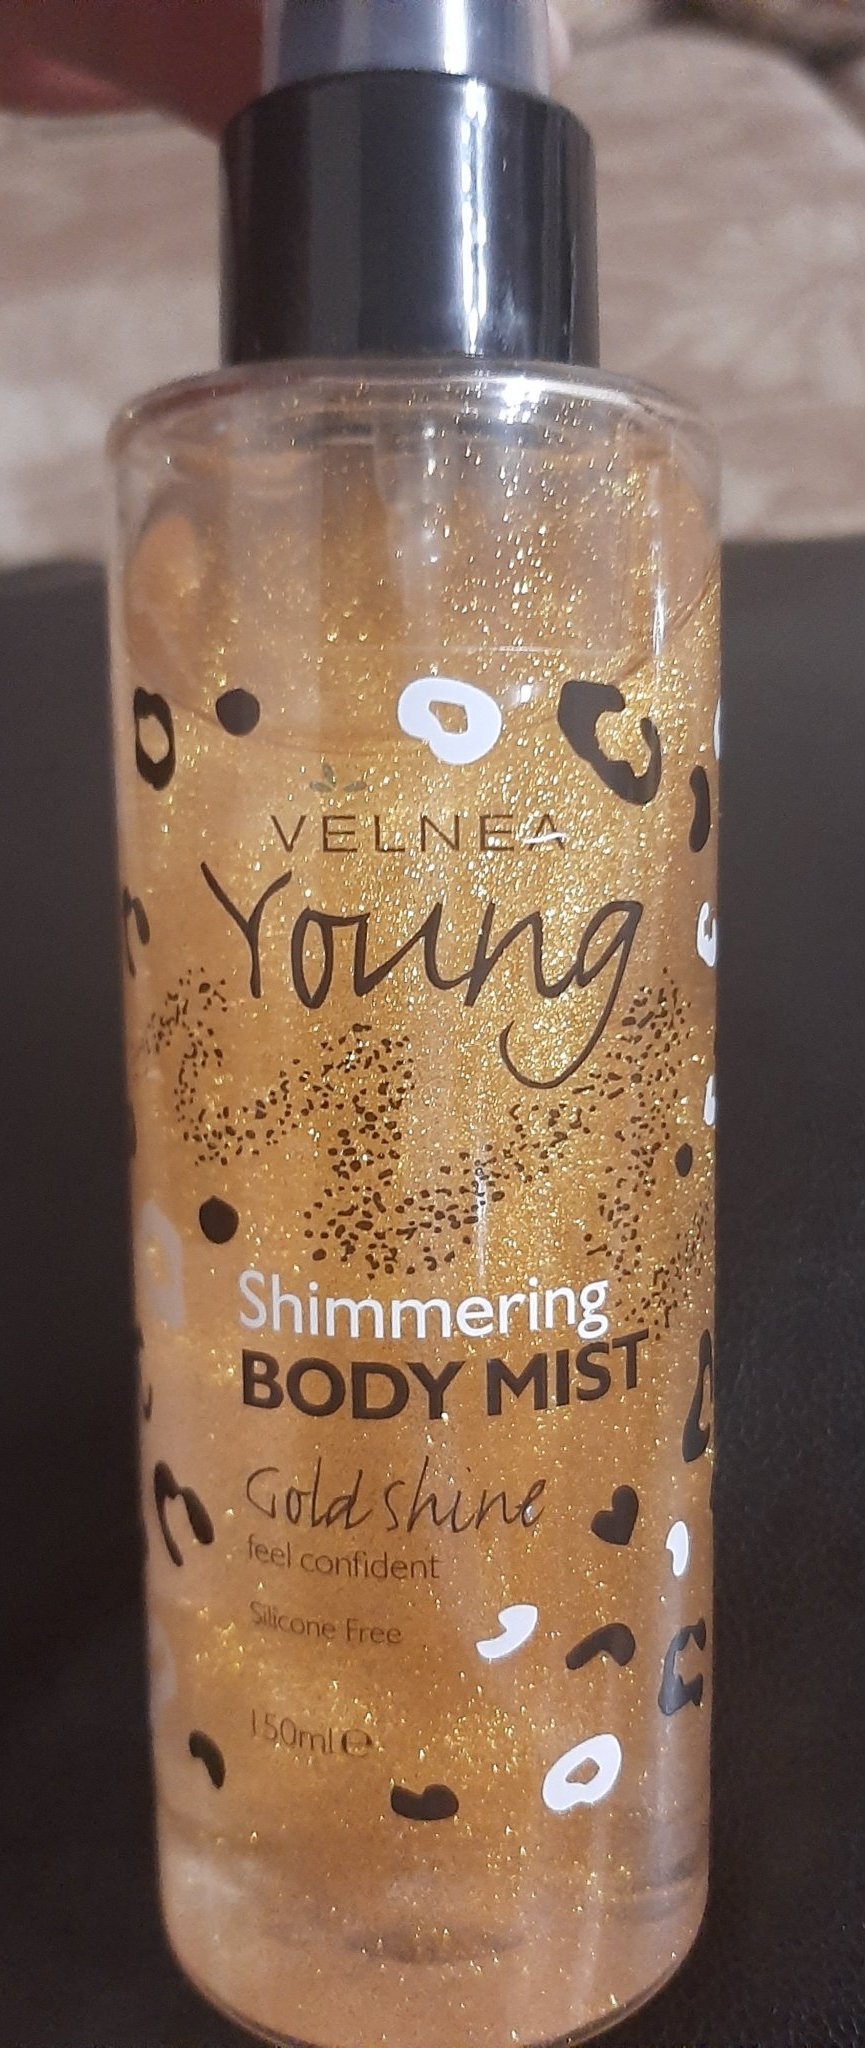 VELNEA
Young
Shimmering
BODY MIST
Gold shine
feel confident
Silicone Free
150ml ℮